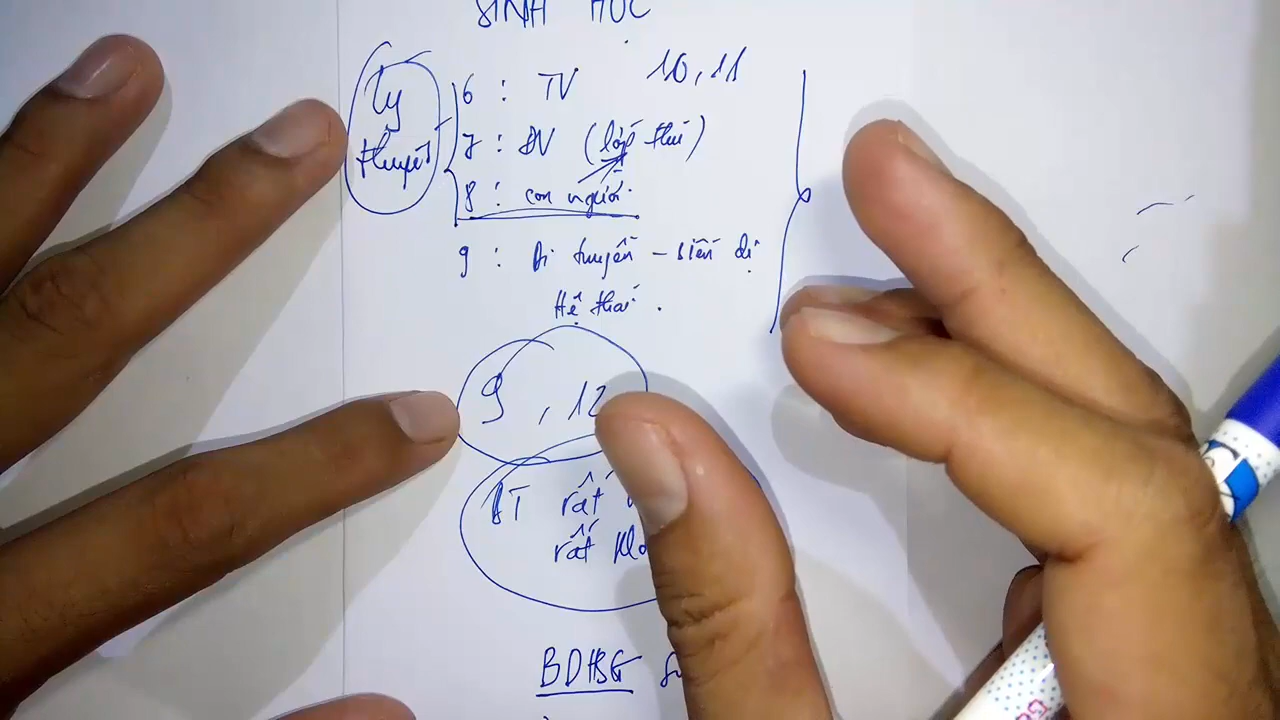 SINH HỌC
Lý thuyết
6 : TV 10, 11
7 : ĐV (lớp thú)
8 : con người.
9 : Di truyền - biến dị
Hệ thái.
9, 12
BT rất
rất
BDHSG